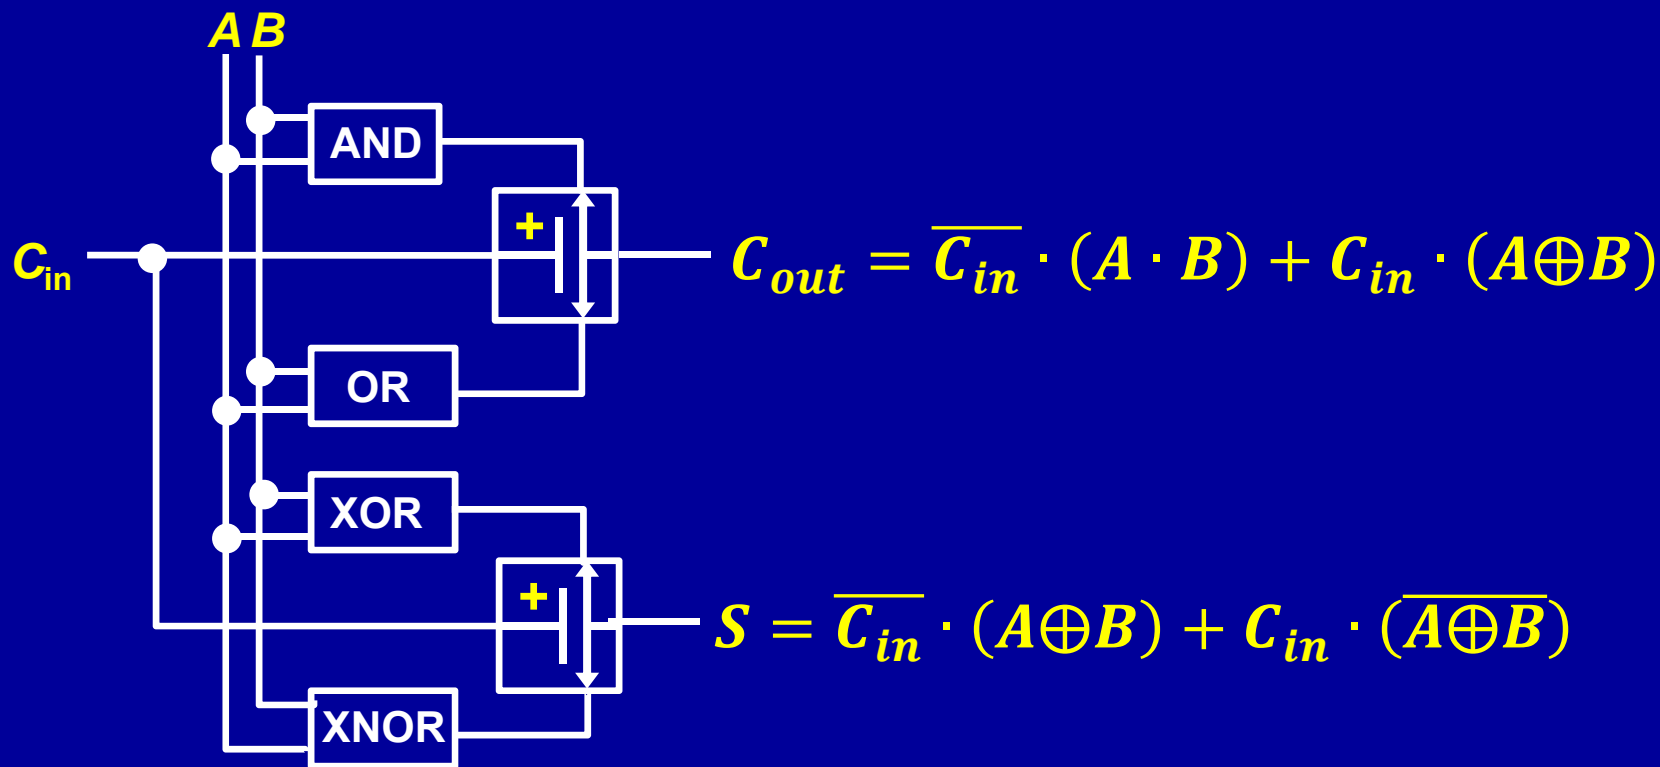 A B
AND
+
C_in
C_out = \overline{C_in} · (A · B) + C_in · (A⊕B)
OR
XOR
+
S = \overline{C_in} · (A⊕B) + C_in · (\overline{A⊕B})
XNOR